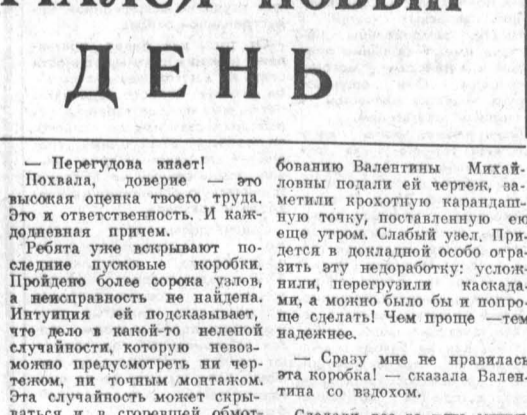 НОВЫЙ
ДЕНЬ
— Перегудова знает!
Похвала, доверие — это
высокая оценка твоего труда.
Это и ответственность. И каж-
додневная причем.
Ребята уже вскрывают по-
следние пусковые коробки.
Пройдено более сорока узлов,
а неисправность не найдена.
Интуиция ей подсказывает,
что дело в какой-то нелепой
случайности, которую невоз-
можно предусмотреть ни чер-
тежом, ни точным монтажом.
Эта случайность может скры-
ваться и в сгоревшей обмот-
бованию Валентины Михай-
ловны подали ей чертеж, за-
метили крохотную карандаш-
ную точку, поставленную ею
еще утром. Слабый узел. При-
дется в докладной особо отра-
зить эту недоработку: услож-
нили, перегрузили каскада-
ми, а можно было бы и попро-
ще сделать! Чем проще —тем
надежнее.
— Сразу мне не нравилась
эта коробка! — сказала Вален-
тина со вздохом.